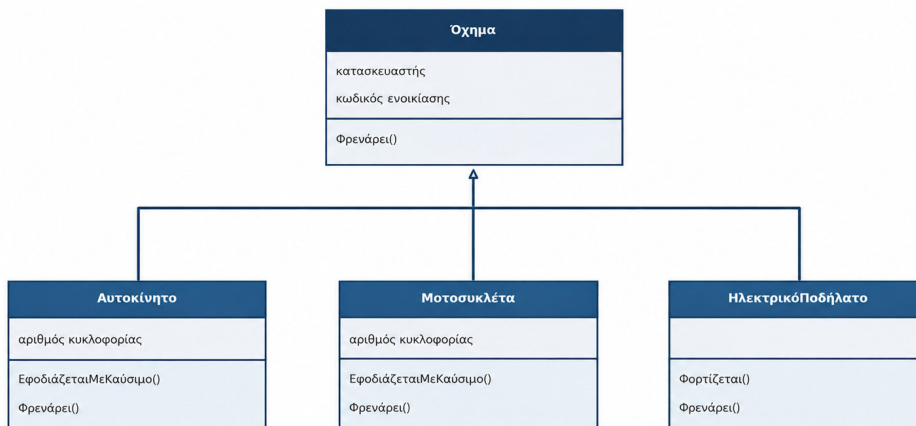 Όχημα
κατασκευαστής
κωδικός ενοικίασης
Φρενάρει()
Αυτοκίνητο
αριθμός κυκλοφορίας
ΕφοδιάζεταιΜεΚαύσιμο()
Φρενάρει()
Μοτοσυκλέτα
αριθμός κυκλοφορίας
ΕφοδιάζεταιΜεΚαύσιμο()
Φρενάρει()
ΗλεκτρικόΠοδήλατο
Φορτίζεται()
Φρενάρει()